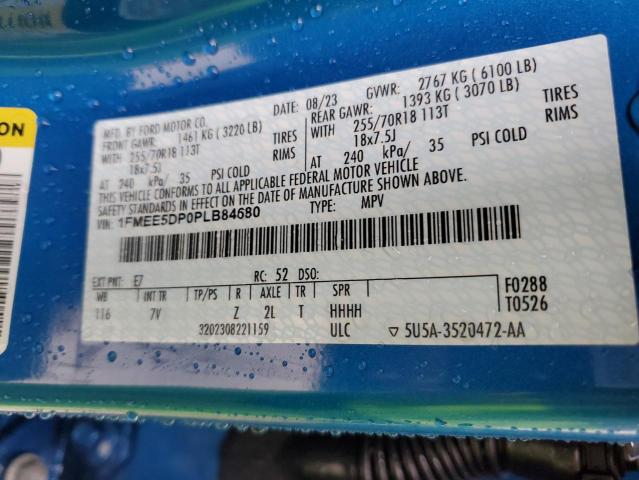 ION
MFD. BY FORD MOTOR CO.
DATE: 08/23 GVWR: 2767 KG ( 6100 LB)
FRONT GAWR: 1461 KG ( 3220 LB)
REAR GAWR: 1393 KG ( 3070 LB)
WITH 255/70R18 113T TIRES
WITH 255/70R18 113T TIRES
18x7.5J RIMS
18x7.5J RIMS
AT 240 kPa/ 35 PSI COLD
AT 240 kPa/ 35 PSI COLD
THIS VEHICLE CONFORMS TO ALL APPLICABLE FEDERAL MOTOR VEHICLE
SAFETY STANDARDS IN EFFECT ON THE DATE OF MANUFACTURE SHOWN ABOVE.
VIN: 1FMEE5DP0PLB84680 TYPE: MPV
EXT PNT: E7 RC: 52 DSO:
WB INT TR TP/PS R AXLE TR SPR F0288
116 7V Z 2L T HHHH T0526
3202308221159 ULC ▽ 5U5A-3520472-AA